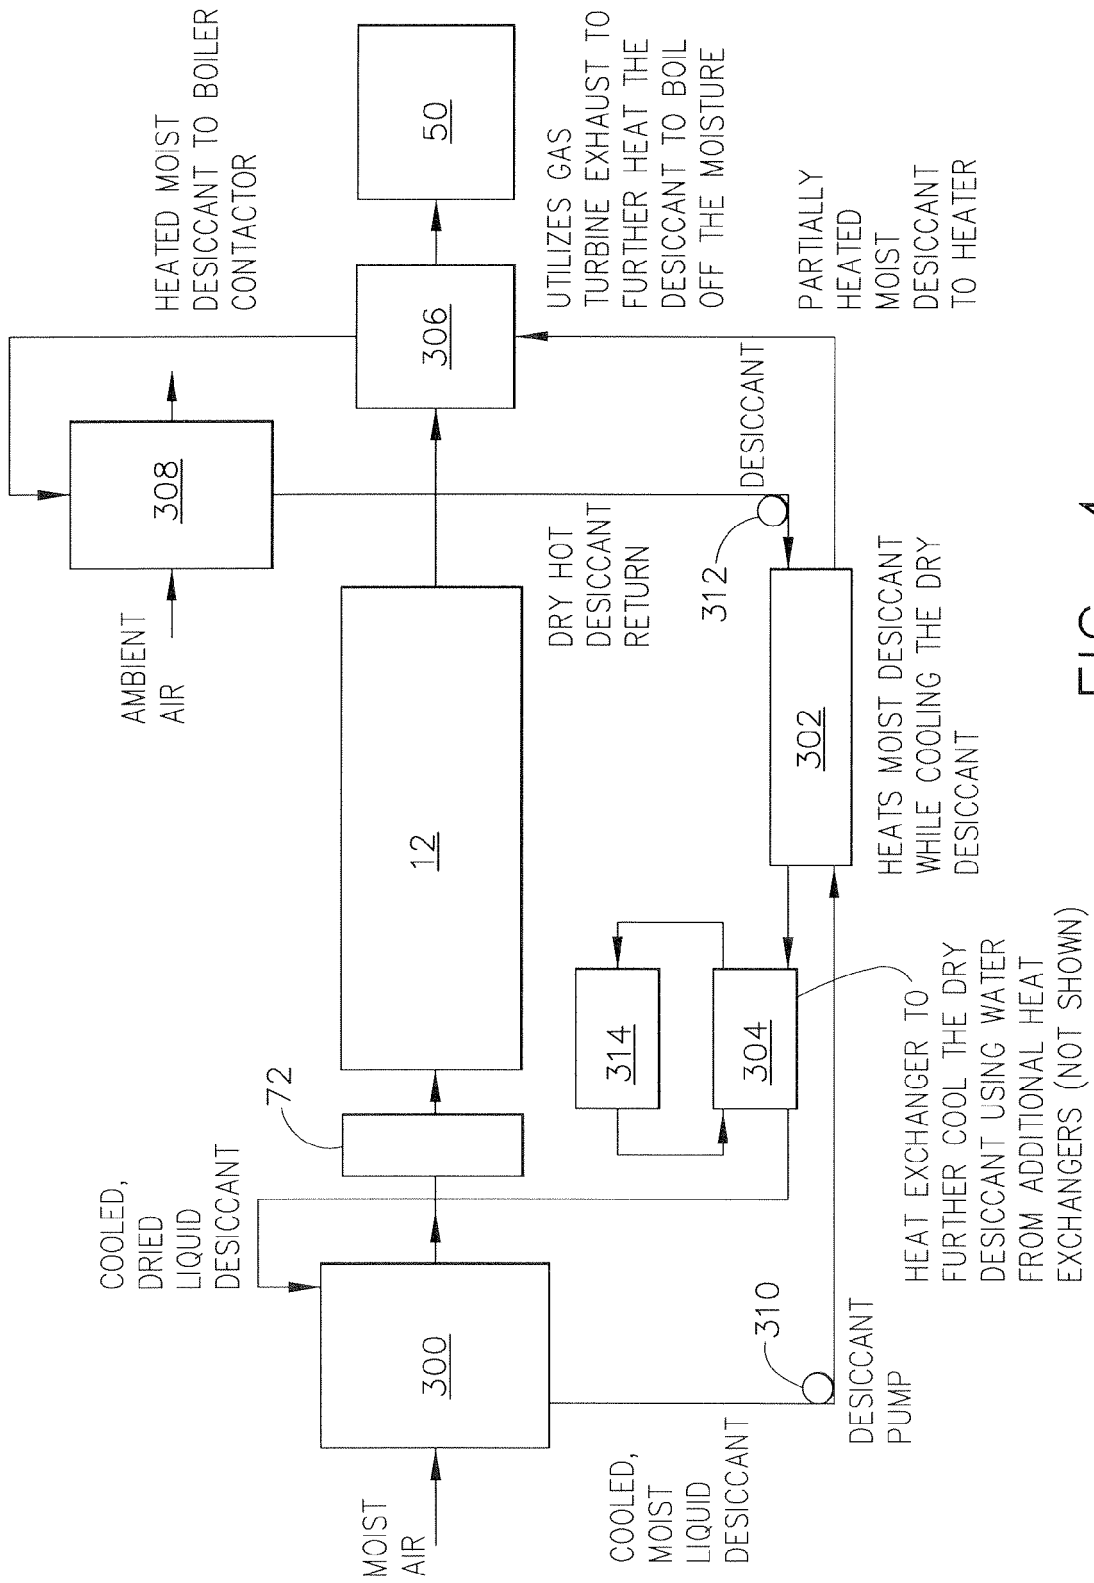 HEATED MOIST
DESICCANT TO BOILER
CONTACTOR
AMBIENT
AIR
308
COOLED,
DRIED
LIQUID
DESICCANT
72
MOIST
AIR
300
12
306
50
UTILIZES GAS
TURBINE EXHAUST TO
FURTHER HEAT THE
DESICCANT TO BOIL
OFF THE MOISTURE
DRY HOT
DESICCANT
RETURN
DESICCANT
312
314
304
302
COOLED,
MOIST
LIQUID
DESICCANT
310
DESICCANT
PUMP
PARTIALLY
HEATED
MOIST
DESICCANT
TO HEATER
HEATS MOIST DESICCANT
WHILE COOLING THE DRY
DESICCANT
HEAT EXCHANGER TO
FURTHER COOL THE DRY
DESICCANT USING WATER
FROM ADDITIONAL HEAT
EXCHANGERS (NOT SHOWN)